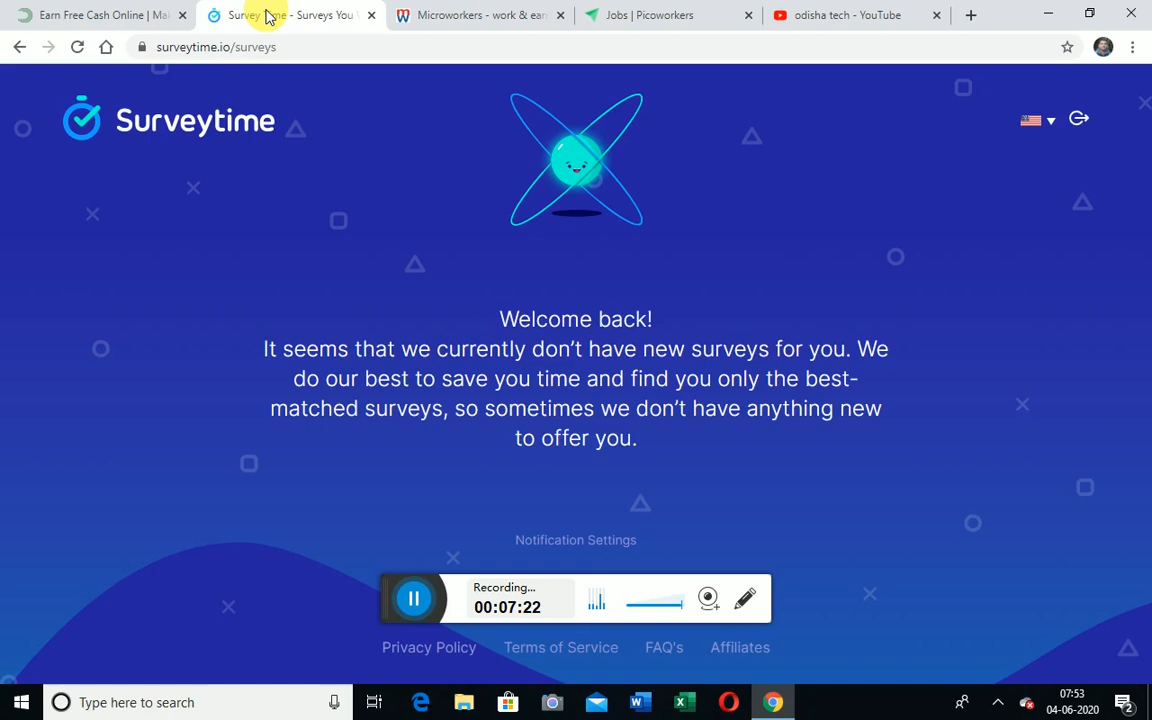 Earn Free Cash Online | Ma
Surveytime - Surveys You
Microworkers - work & ear
Jobs | Picoworkers
odisha tech - YouTube
surveytime.io/surveys
Surveytime
Welcome back!
It seems that we currently don't have new surveys for you. We
do our best to save you time and find you only the best-
matched surveys, so sometimes we don't have anything new
to offer you.
Notification Settings
Recording...
00:07:22
Privacy Policy Terms of Service FAQ's Affiliates
Type here to search
07:53
04-06-2020
2